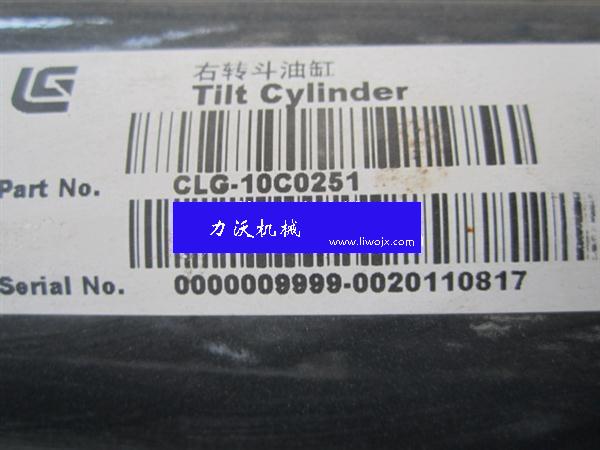 LG
右转斗油缸
Tilt Cylinder
Part No. CLG-10C0251
力沃机械
www.liwojx.com
Serial No. 0000009999-0020110817